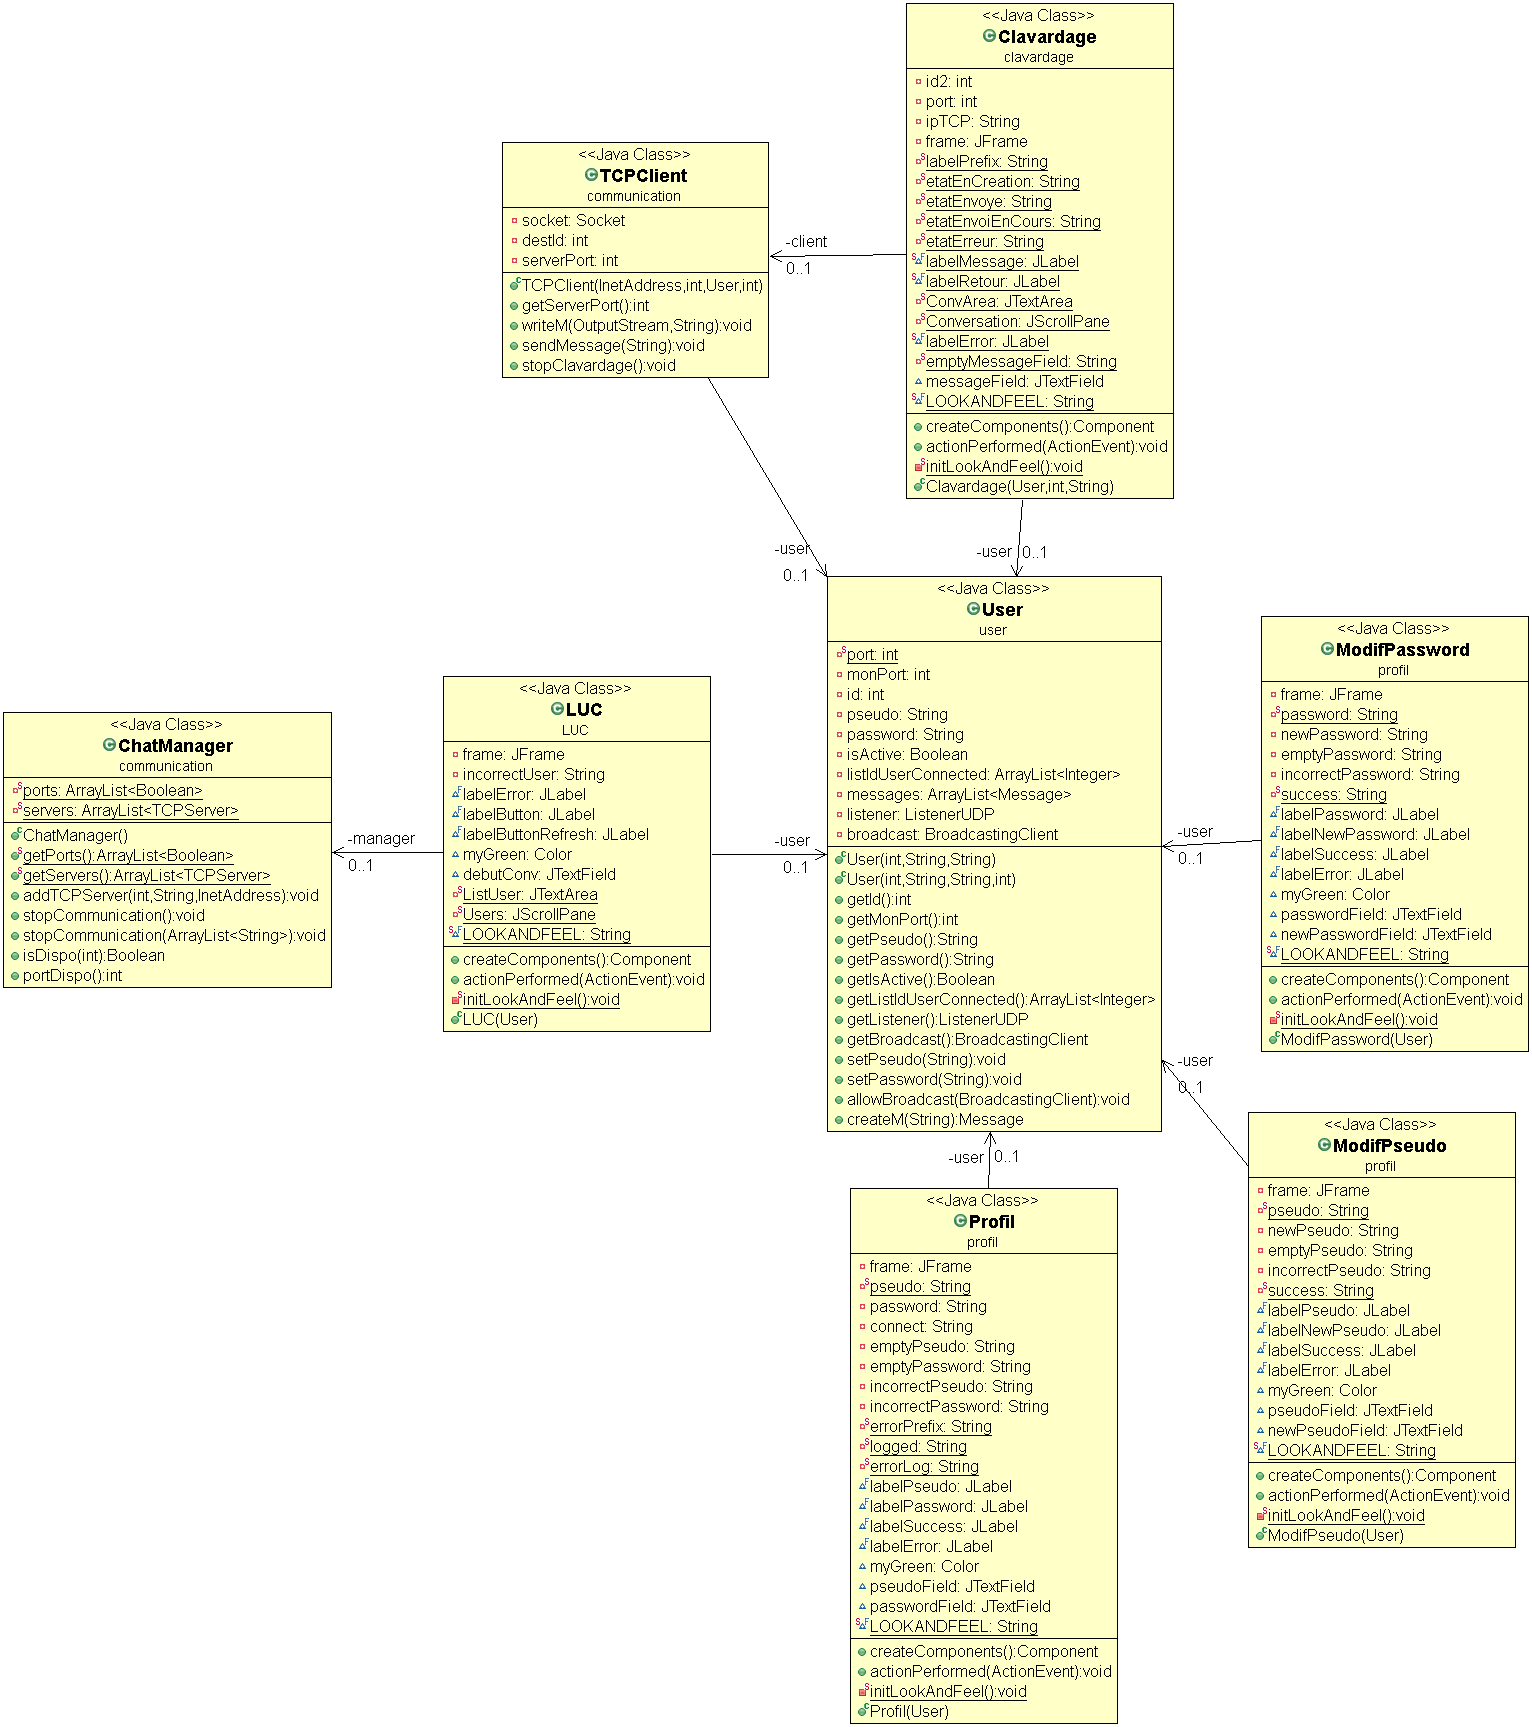 <<Java Class>>
Clavardage
clavardage
id2: int
port: int
ipTCP: String
frame: JFrame
labelPrefix: String
etatEnCreation: String
etatEnvoye: String
etatEnvoiEnCours: String
etatErreur: String
labelMessage: JLabel
labelRetour: JLabel
ConvArea: JTextArea
Conversation: JScrollPane
labelError: JLabel
emptyMessageField: String
messageField: JTextField
LOOKANDFEEL: String
createComponents():Component
actionPerformed(ActionEvent):void
initLookAndFeel():void
Clavardage(User,int,String)
<<Java Class>>
TCPClient
communication
socket: Socket
destId: int
serverPort: int
TCPClient(InetAddress,int,User,int)
getServerPort():int
writeM(OutputStream,String):void
sendMessage(String):void
stopClavardage():void
-client
0..1
-user
0..1
-user
0..1
<<Java Class>>
User
user
port: int
monPort: int
id: int
pseudo: String
password: String
isActive: Boolean
listIdUserConnected: ArrayList<Integer>
messages: ArrayList<Message>
listener: ListenerUDP
broadcast: BroadcastingClient
User(int,String,String)
User(int,String,String,int)
getId():int
getMonPort():int
getPseudo():String
getPassword():String
getIsActive():Boolean
getListIdUserConnected():ArrayList<Integer>
getListener():ListenerUDP
getBroadcast():BroadcastingClient
setPseudo(String):void
setPassword(String):void
allowBroadcast(BroadcastingClient):void
createM(String):Message
<<Java Class>>
ModifPassword
profil
frame: JFrame
password: String
newPassword: String
emptyPassword: String
incorrectPassword: String
success: String
labelPassword: JLabel
labelNewPassword: JLabel
labelSuccess: JLabel
labelError: JLabel
myGreen: Color
passwordField: JTextField
newPasswordField: JTextField
LOOKANDFEEL: String
createComponents():Component
actionPerformed(ActionEvent):void
initLookAndFeel():void
ModifPassword(User)
-user
0..1
<<Java Class>>
LUC
LUC
frame: JFrame
incorrectUser: String
labelError: JLabel
labelButton: JLabel
labelButtonRefresh: JLabel
myGreen: Color
debutConv: JTextField
ListUser: JTextArea
Users: JScrollPane
LOOKANDFEEL: String
createComponents():Component
actionPerformed(ActionEvent):void
initLookAndFeel():void
LUC(User)
-user
0..1
<<Java Class>>
ChatManager
communication
ports: ArrayList<Boolean>
servers: ArrayList<TCPServer>
ChatManager()
getPorts():ArrayList<Boolean>
getServers():ArrayList<TCPServer>
addTCPServer(int,String,InetAddress):void
stopCommunication():void
stopCommunication(ArrayList<String>):void
isDispo(int):Boolean
portDispo():int
-manager
0..1
-user
0..1
<<Java Class>>
ModifPseudo
profil
frame: JFrame
pseudo: String
newPseudo: String
emptyPseudo: String
incorrectPseudo: String
success: String
labelPseudo: JLabel
labelNewPseudo: JLabel
labelSuccess: JLabel
labelError: JLabel
myGreen: Color
pseudoField: JTextField
newPseudoField: JTextField
LOOKANDFEEL: String
createComponents():Component
actionPerformed(ActionEvent):void
initLookAndFeel():void
ModifPseudo(User)
-user
0..1
<<Java Class>>
Profil
profil
frame: JFrame
pseudo: String
password: String
connect: String
emptyPseudo: String
emptyPassword: String
incorrectPseudo: String
incorrectPassword: String
errorPrefix: String
logged: String
errorLog: String
labelPseudo: JLabel
labelPassword: JLabel
labelSuccess: JLabel
labelError: JLabel
myGreen: Color
pseudoField: JTextField
passwordField: JTextField
LOOKANDFEEL: String
createComponents():Component
actionPerformed(ActionEvent):void
initLookAndFeel():void
Profil(User)